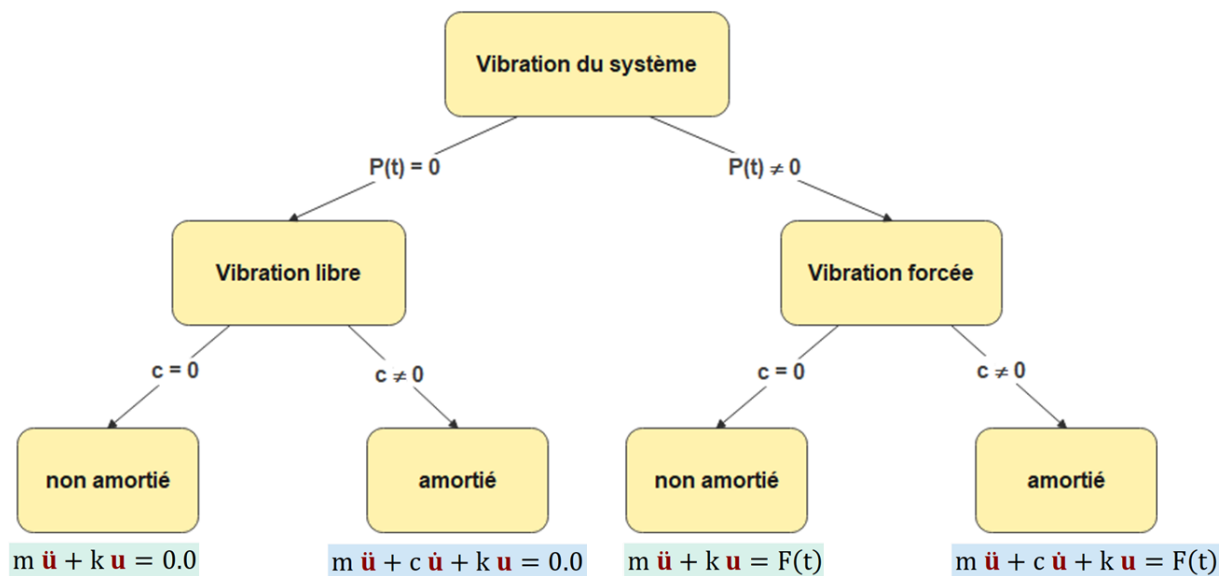 Vibration du système
P(t) = 0
P(t) ≠ 0
Vibration libre
Vibration forcée
c = 0
c ≠ 0
c = 0
c ≠ 0
non amortié
amortié
non amortié
amortié
m ü + k u = 0.0
m ü + c u̇ + k u = 0.0
m ü + k u = F(t)
m ü + c u̇ + k u = F(t)